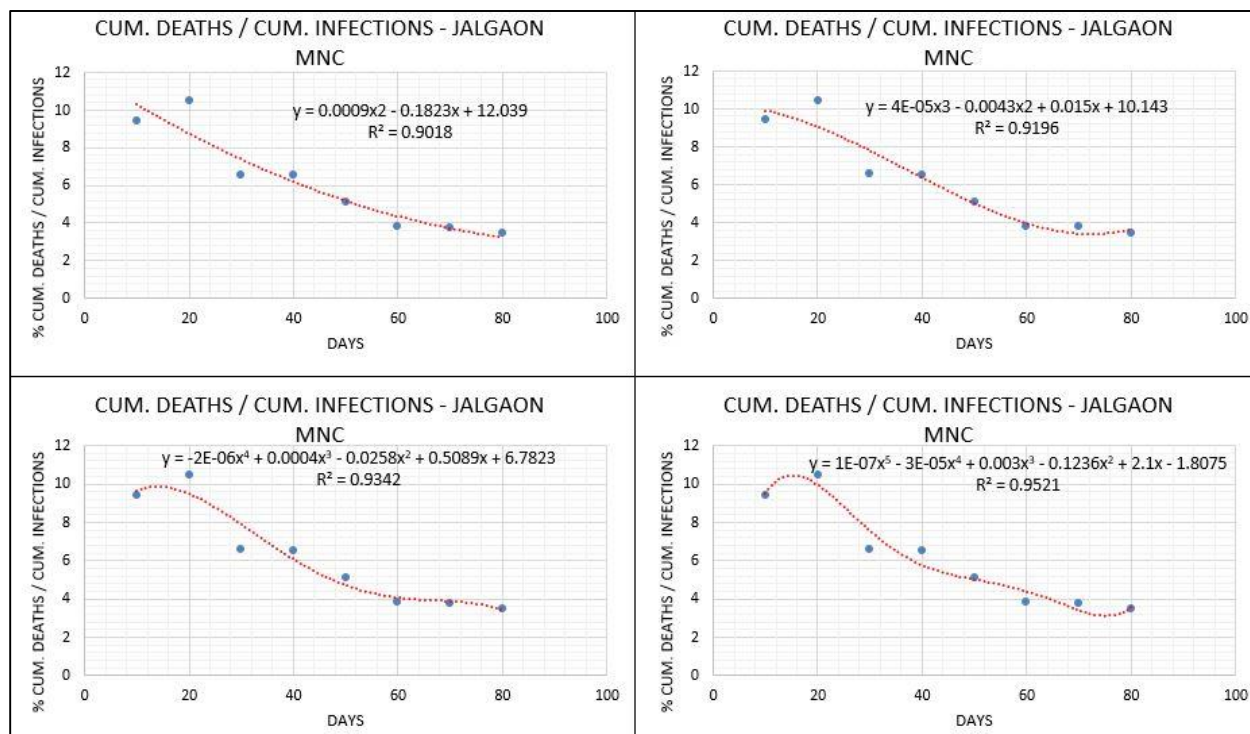 CUM. DEATHS / CUM. INFECTIONS - JALGAON
MNC
y = 0.0009x2 - 0.1823x + 12.039
R² = 0.9018
% CUM. DEATHS / CUM. INFECTIONS
12
10
8
6
4
2
0
0 20 40 60 80 100
DAYS
CUM. DEATHS / CUM. INFECTIONS - JALGAON
MNC
y = 4E-05x3 - 0.0043x2 + 0.015x + 10.143
R² = 0.9196
% CUM. DEATHS / CUM. INFECTIONS
12
10
8
6
4
2
0
0 20 40 60 80 100
DAYS
CUM. DEATHS / CUM. INFECTIONS - JALGAON
MNC
y = -2E-06x⁴ + 0.0004x³ - 0.0258x² + 0.5089x + 6.7823
R² = 0.9342
% CUM. DEATHS / CUM. INFECTIONS
12
10
8
6
4
2
0
0 20 40 60 80 100
DAYS
CUM. DEATHS / CUM. INFECTIONS - JALGAON
MNC
y = 1E-07x⁵ - 3E-05x⁴ + 0.003x³ - 0.1236x² + 2.1x - 1.8075
R² = 0.9521
% CUM. DEATHS / CUM. INFECTIONS
12
10
8
6
4
2
0
0 20 40 60 80 100
DAYS